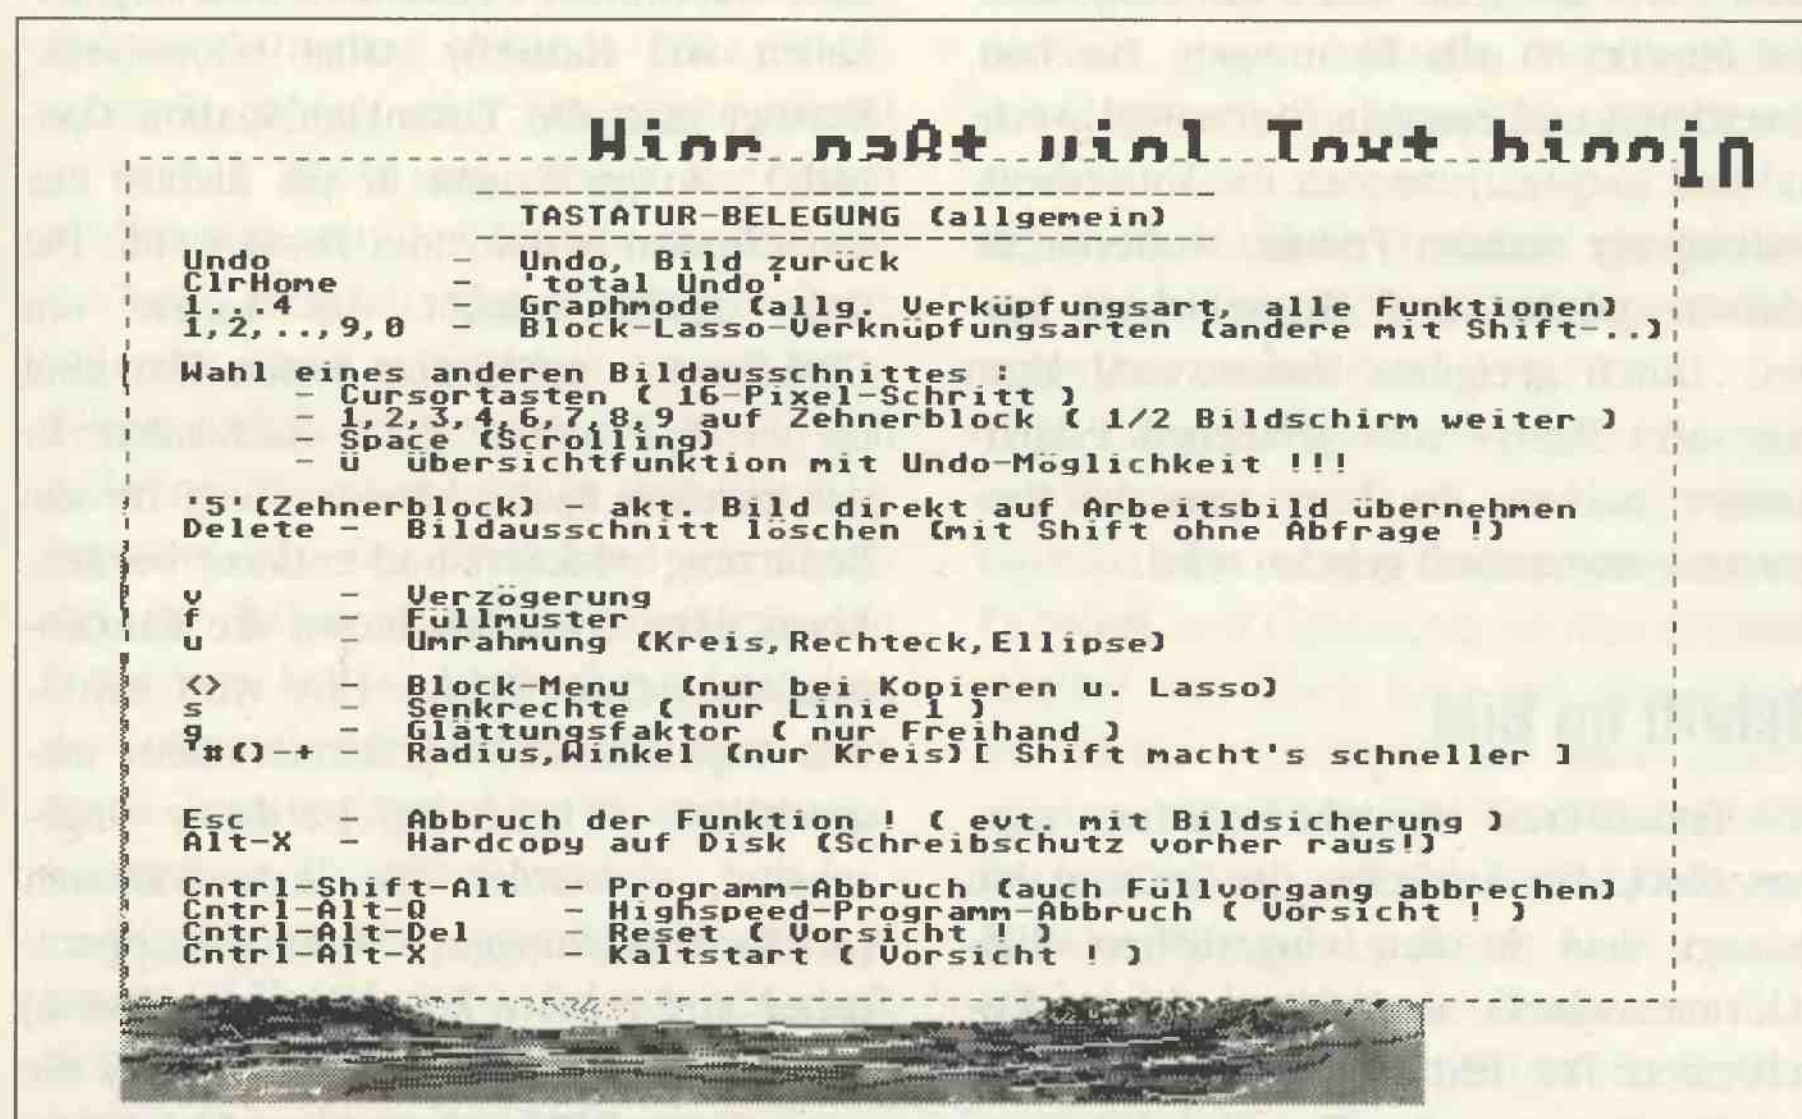 Hier paßt viel Text hinein
TASTATUR-BELEGUNG (allgemein)
Undo - Undo, Bild zurück
ClrHome - 'total Undo'
1...4 - Graphmode (allg. Verküpfungsart, alle Funktionen)
1,2,..,9,0 - Block-Lasso-Verknüpfungsarten (andere mit Shift-..)
Wahl eines anderen Bildausschnittes :
- Cursortasten ( 16-Pixel-Schritt )
- 1,2,3,4,6,7,8,9 auf Zehnerblock ( 1/2 Bildschirm weiter )
- Space (Scrolling)
- ü übersichtfunktion mit Undo-Möglichkeit !!!
'5 (Zehnerblock) - akt. Bild direkt auf Arbeitsbild übernehmen
Delete - Bildausschnitt löschen (mit Shift ohne Abfrage !)
v - Verzögerung
f - Füllmuster
u - Umrahmung (Kreis,Rechteck,Ellipse)
<> - Block-Menu (nur bei Kopieren u. Lasso)
s - Senkrechte ( nur Linie 1 )
g - Glättungsfaktor ( nur Freihand )
'#() + - Radius,Winkel (nur Kreis)[ Shift macht's schneller ]
Esc - Abbruch der Funktion ! ( evt. mit Bildsicherung )
Alt-X - Hardcopy auf Disk (Schreibschutz vorher raus!)
Cntrl-Shift-Alt - Programm-Abbruch (auch Füllvorgang abbrechen)
Cntrl-Alt-Q - Highspeed-Programm-Abbruch ( Vorsicht ! )
Cntrl-Alt-Del - Reset ( Vorsicht ! )
Cntrl-Alt-X - Kaltstart ( Vorsicht ! )